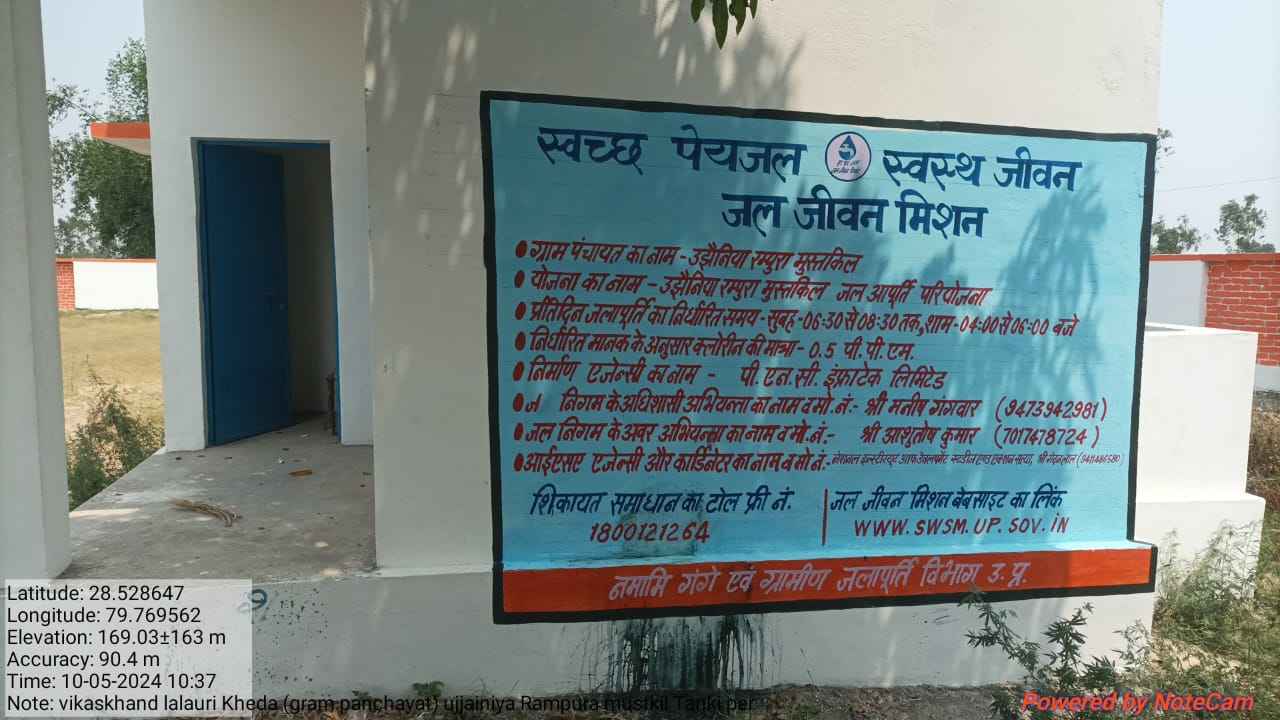 स्वच्छ पेयजल स्वस्थ जीवन
जल जीवन मिशन
ग्राम पंचायत का नाम - उझैनिया रम्पुरा मुस्तकिल
योजना का नाम - उझैनिया रम्पुरा मुस्तकिल जल आपूर्ति परियोजना
प्रतिदिन जलापूर्ति का निर्धारित समय - सुबह - 06:30 से 08:30 तक, शाम - 04:00 से 06:00 बजे
निर्धारित मानक के अनुसार क्लोरीन की मात्रा - 0.5 पी.पी.एम.
निर्माण एजेन्सी का नाम - पी.एन.सी. इंफ्राटेक लिमिटेड
निगम के अधिशासी अभियन्ता का नाम व मो. नं.- श्री मनीष गंगवार (9473942981)
जल निगम के अवर अभियन्ता का नाम व मो. नं.- श्री आशुतोष कुमार (7017478724)
आईएसए एजेन्सी और कार्डिनेटर का नाम व मो. नं.-
शिकायत समाधान का टोल फ्री नं.
1800121264
जल जीवन मिशन बेबसाइट का लिंक
WWW.SWSM.UP.SOV.IN
नमामि गंगे एवं ग्रामीण जलापूर्ति विभाग उ.प्र.
Latitude: 28.528647
Longitude: 79.769562
Elevation: 169.03±163 m
Accuracy: 90.4 m
Time: 10-05-2024 10:37
Note: vikaskhand lalauri Kheda (gram panchayat) ujjainiya Rampura mustkil Tanki per
Powered by NoteCam